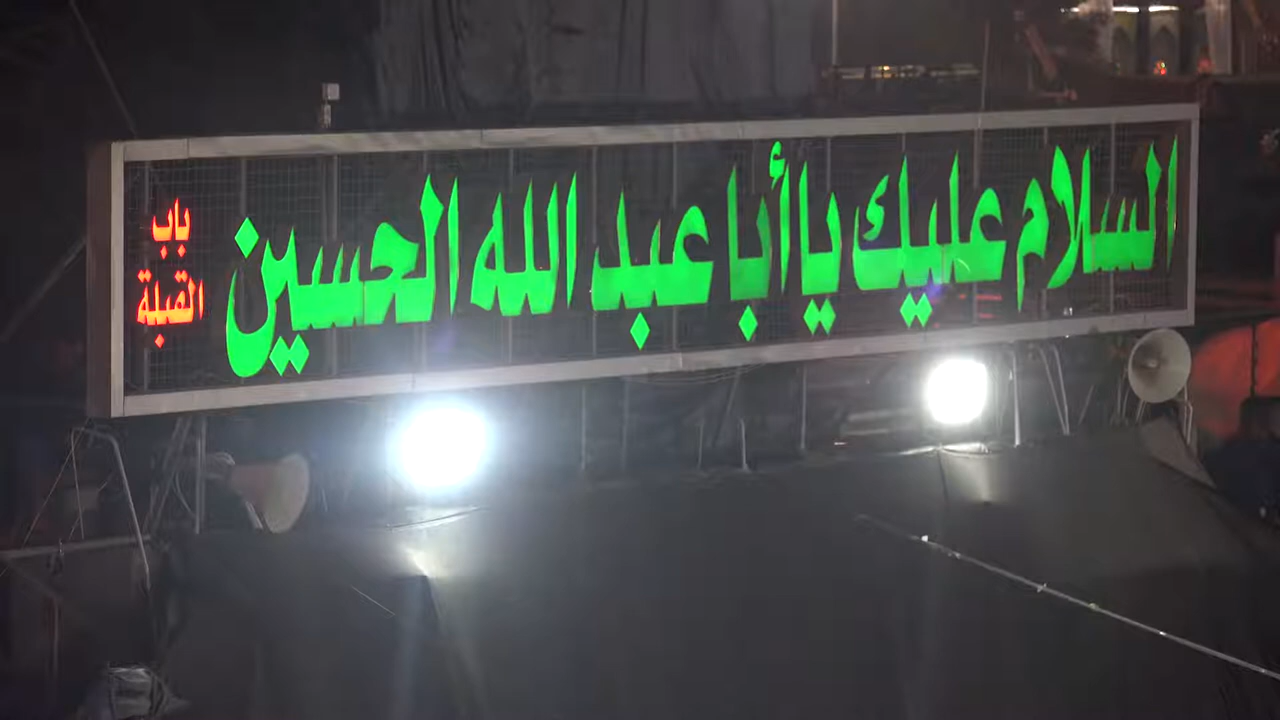 السلام عليك يا أبا عبد الله الحسين
باب
القبلة